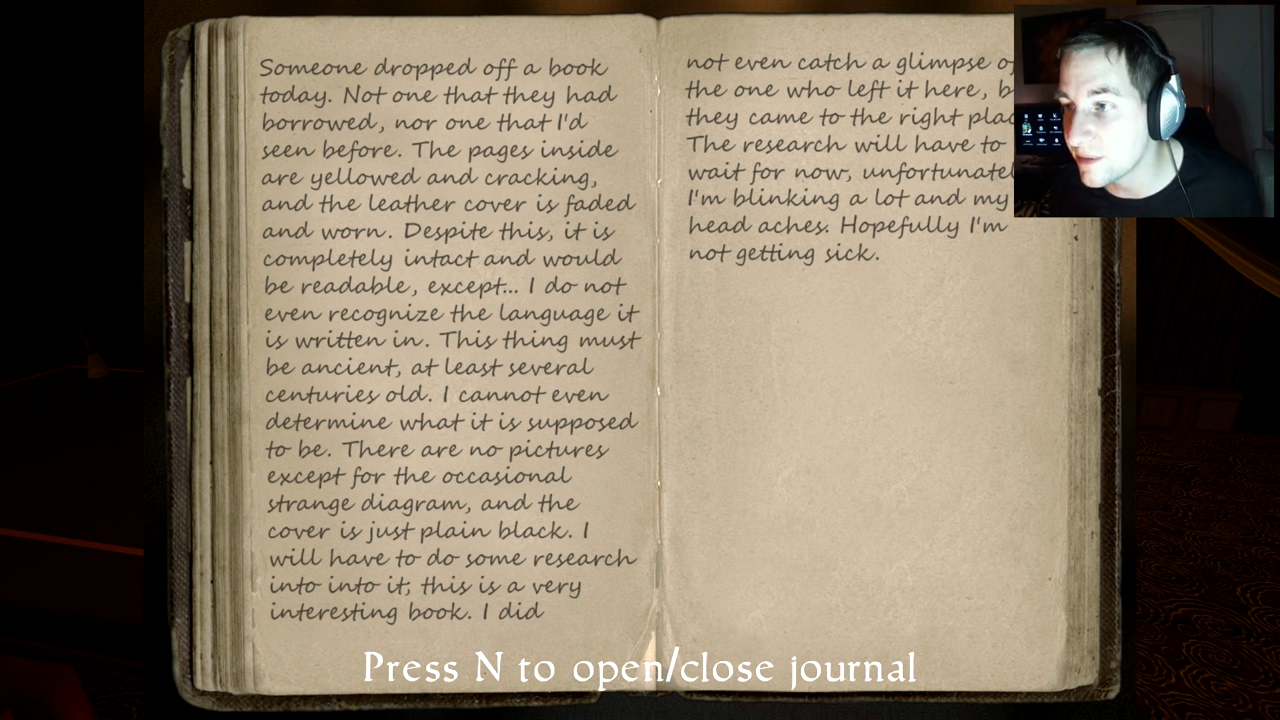 Someone dropped off a book
today. Not one that they had
borrowed, nor one that I'd
seen before. The pages inside
are yellowed and cracking,
and the leather cover is faded
and worn. Despite this, it is
completely intact and would
be readable, except... I do not
even recognize the language it
is written in. This thing must
be ancient, at least several
centuries old. I cannot even
determine what it is supposed
to be. There are no pictures
except for the occasional
strange diagram, and the
cover is just plain black. I
will have to do some research
into into it; this is a very
interesting book. I did
not even catch a glimpse
the one who left it here,
they came to the right
The research will have to
wait for now,
I'm blinking a lot and my
head aches. Hopefully I'm
not getting sick.
Press N to open/close journal